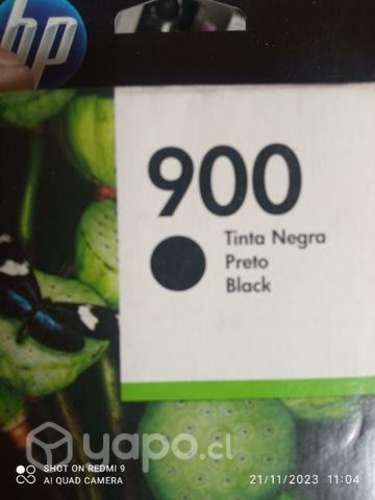 hp
900
Tinta Negra
Preto
Black
yapo.cl
SHOT ON REDMI 9
AI QUAD CAMERA
21/11/2023 11:04